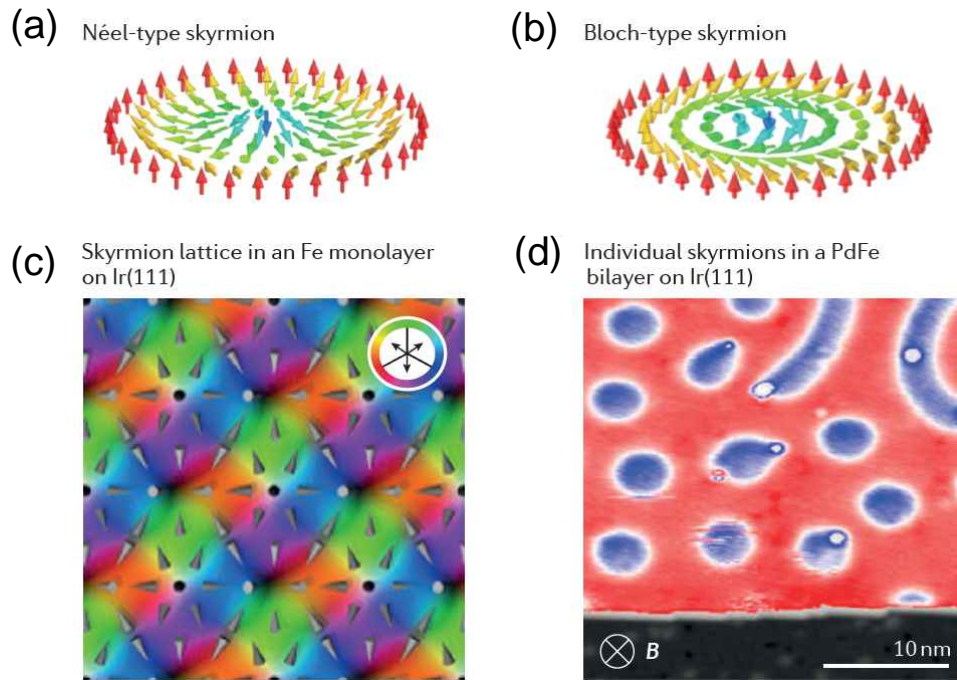 (a) Néel-type skyrmion
(b) Bloch-type skyrmion
(c) Skyrmion lattice in an Fe monolayer
on Ir(111)
(d) Individual skyrmions in a PdFe
bilayer on Ir(111)
B
10 nm